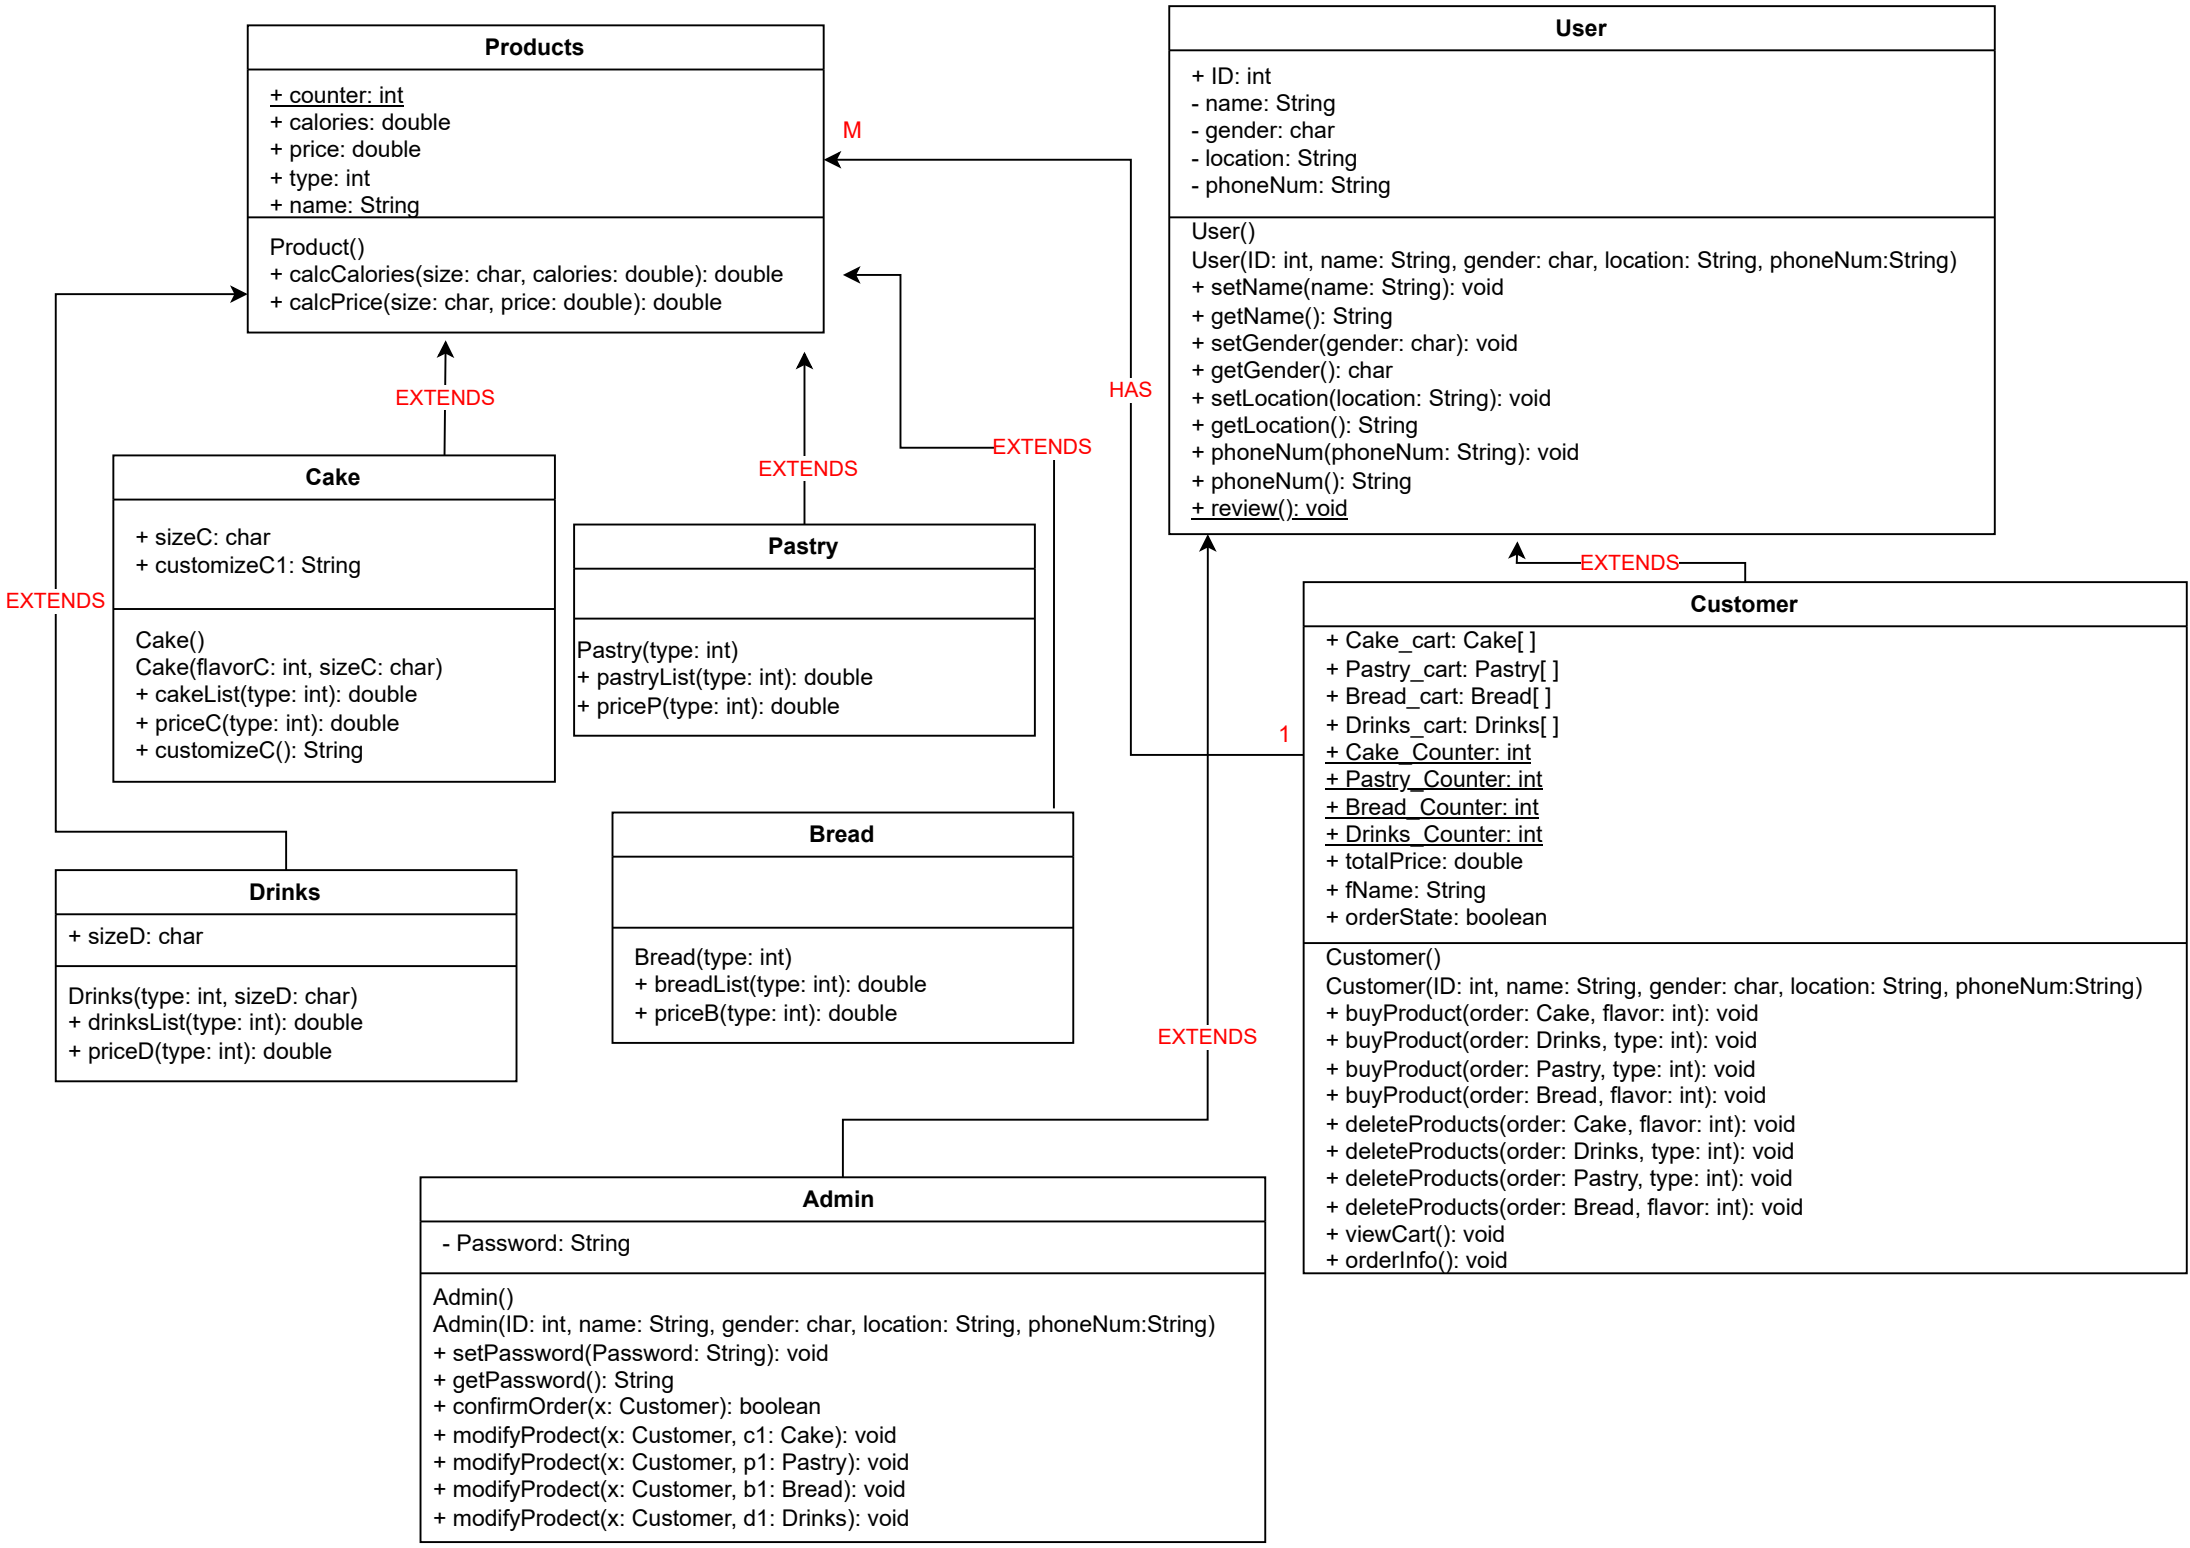 Products
+ counter: int
+ calories: double
+ price: double
+ type: int
+ name: String
Product()
+ calcCalories(size: char, calories: double): double
+ calcPrice(size: char, price: double): double
M
User
+ ID: int
- name: String
- gender: char
- location: String
- phoneNum: String
User()
User(ID: int, name: String, gender: char, location: String, phoneNum:String)
+ setName(name: String): void
+ getName(): String
+ setGender(gender: char): void
+ getGender(): char
+ setLocation(location: String): void
+ getLocation(): String
+ phoneNum(phoneNum: String): void
+ phoneNum(): String
+ review(): void
HAS
EXTENDS
EXTENDS
EXTENDS
EXTENDS
EXTENDS
Cake
+ sizeC: char
+ customizeC1: String
Cake()
Cake(flavorC: int, sizeC: char)
+ cakeList(type: int): double
+ priceC(type: int): double
+ customizeC(): String
Pastry
Pastry(type: int)
+ pastryList(type: int): double
+ priceP(type: int): double
1
Customer
+ Cake_cart: Cake[ ]
+ Pastry_cart: Pastry[ ]
+ Bread_cart: Bread[ ]
+ Drinks_cart: Drinks[ ]
+ Cake_Counter: int
+ Pastry_Counter: int
+ Bread_Counter: int
+ Drinks_Counter: int
+ totalPrice: double
+ fName: String
+ orderState: boolean
Customer()
Customer(ID: int, name: String, gender: char, location: String, phoneNum:String)
+ buyProduct(order: Cake, flavor: int): void
+ buyProduct(order: Drinks, type: int): void
+ buyProduct(order: Pastry, type: int): void
+ buyProduct(order: Bread, flavor: int): void
+ deleteProducts(order: Cake, flavor: int): void
+ deleteProducts(order: Drinks, type: int): void
+ deleteProducts(order: Pastry, type: int): void
+ deleteProducts(order: Bread, flavor: int): void
+ viewCart(): void
+ orderInfo(): void
Bread
Bread(type: int)
+ breadList(type: int): double
+ priceB(type: int): double
Drinks
+ sizeD: char
Drinks(type: int, sizeD: char)
+ drinksList(type: int): double
+ priceD(type: int): double
EXTENDS
Admin
- Password: String
Admin()
Admin(ID: int, name: String, gender: char, location: String, phoneNum:String)
+ setPassword(Password: String): void
+ getPassword(): String
+ confirmOrder(x: Customer): boolean
+ modifyProdect(x: Customer, c1: Cake): void
+ modifyProdect(x: Customer, p1: Pastry): void
+ modifyProdect(x: Customer, b1: Bread): void
+ modifyProdect(x: Customer, d1: Drinks): void